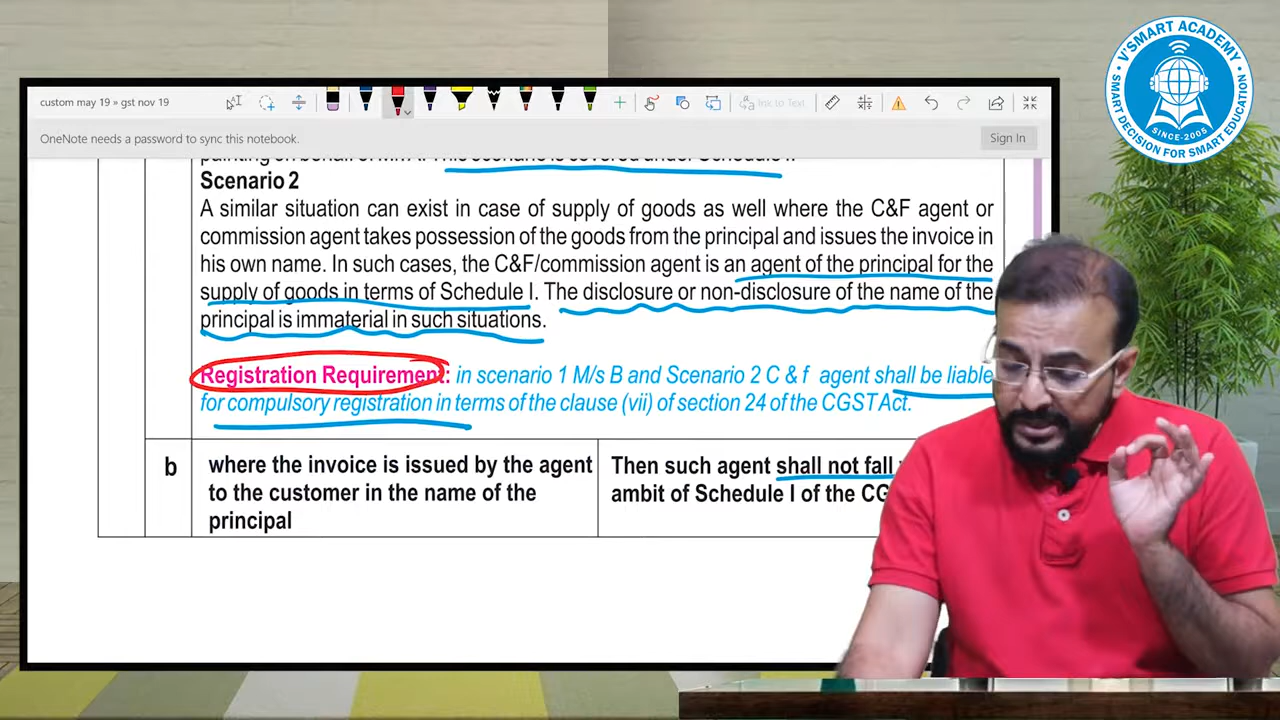 custom may 19 » gst nov 19
link to Text
OneNote needs a password to sync this notebook.
Sign In
V'SMART ACADEMY
SINCE-2005
SMART DECISION FOR SMART EDUCATION
Scenario 2
A similar situation can exist in case of supply of goods as well where the C&F agent or
commission agent takes possession of the goods from the principal and issues the invoice in
his own name. In such cases, the C&F/commission agent is an agent of the principal for the
supply of goods in terms of Schedule I. The disclosure or non-disclosure of the name of the
principal is immaterial in such situations.
Registration Requirement: in scenario 1 M/s B and Scenario 2 C & f agent shall be liable
for compulsory registration in terms of the clause (vii) of section 24 of the CGST Act.
b
where the invoice is issued by the agent
to the customer in the name of the
principal
Then such agent shall not fall
ambit of Schedule I of the CG